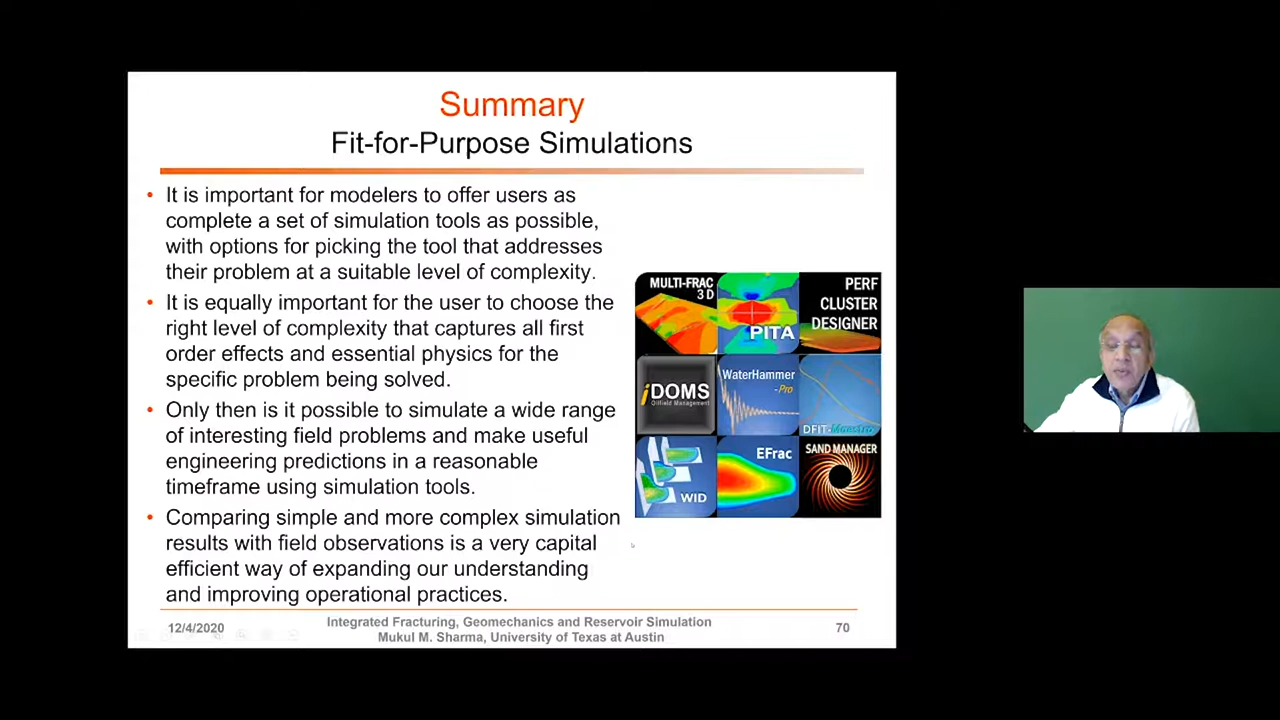 Summary
Fit-for-Purpose Simulations
• It is important for modelers to offer users as
complete a set of simulation tools as possible,
with options for picking the tool that addresses
their problem at a suitable level of complexity.
• It is equally important for the user to choose the
right level of complexity that captures all first
order effects and essential physics for the
specific problem being solved.
• Only then is it possible to simulate a wide range
of interesting field problems and make useful
engineering predictions in a reasonable
timeframe using simulation tools.
• Comparing simple and more complex simulation
results with field observations is a very capital
efficient way of expanding our understanding
and improving operational practices.
MULTI-FRAC
3 D
PITA
PERF
CLUSTER
DESIGNER
iDOMS
Oilfield Management
WaterHammer
-Pro
DFIT-Maestro
WID
EFrac
SAND MANAGER
12/4/2020
Integrated Fracturing, Geomechanics and Reservoir Simulation
Mukul M. Sharma, University of Texas at Austin
70